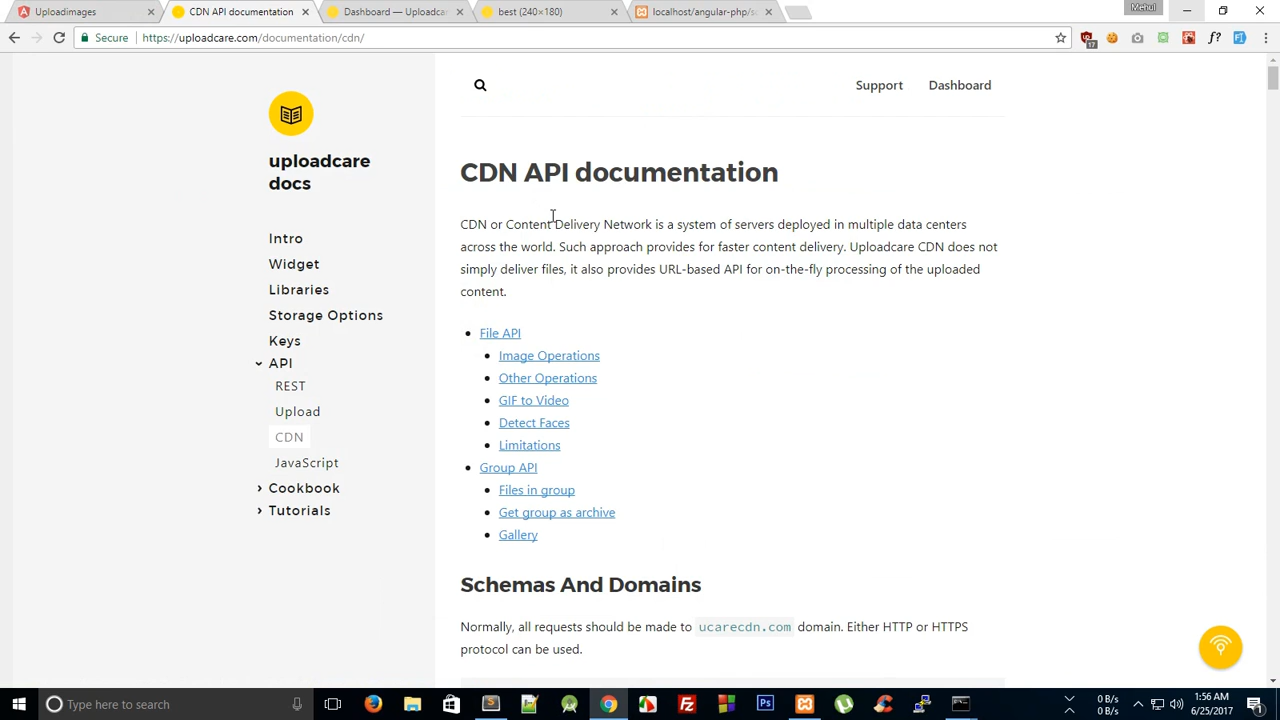 Uploadimages
CDN API documentation
Dashboard — Uploadcar
best (240×180)
localhost/angular-php/sa
Mehul
Secure
https://uploadcare.com/documentation/cdn/
17
f?
Support
Dashboard
uploadcare
docs
Intro
Widget
Libraries
Storage Options
Keys
API
REST
Upload
CDN
JavaScript
Cookbook
Tutorials
CDN API documentation
CDN or Content Delivery Network is a system of servers deployed in multiple data centers
across the world. Such approach provides for faster content delivery. Uploadcare CDN does not
simply deliver files, it also provides URL-based API for on-the-fly processing of the uploaded
content.
File API
Image Operations
Other Operations
GIF to Video
Detect Faces
Limitations
Group API
Files in group
Get group as archive
Gallery
Schemas And Domains
Normally, all requests should be made to ucarecdn.com domain. Either HTTP or HTTPS
protocol can be used.
Type here to search
0 B/s
0 B/s
1:56 AM
6/25/2017